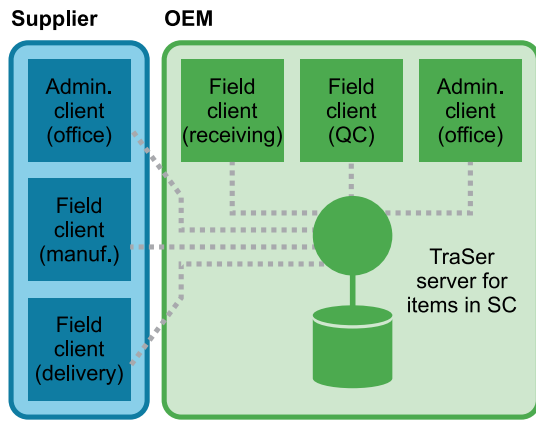 Supplier
OEM
Admin.
client
(office)
Field
client
(manuf.)
Field
client
(delivery)
Field
client
(receiving)
Field
client
(QC)
Admin.
client
(office)
TraSer
server for
items in SC